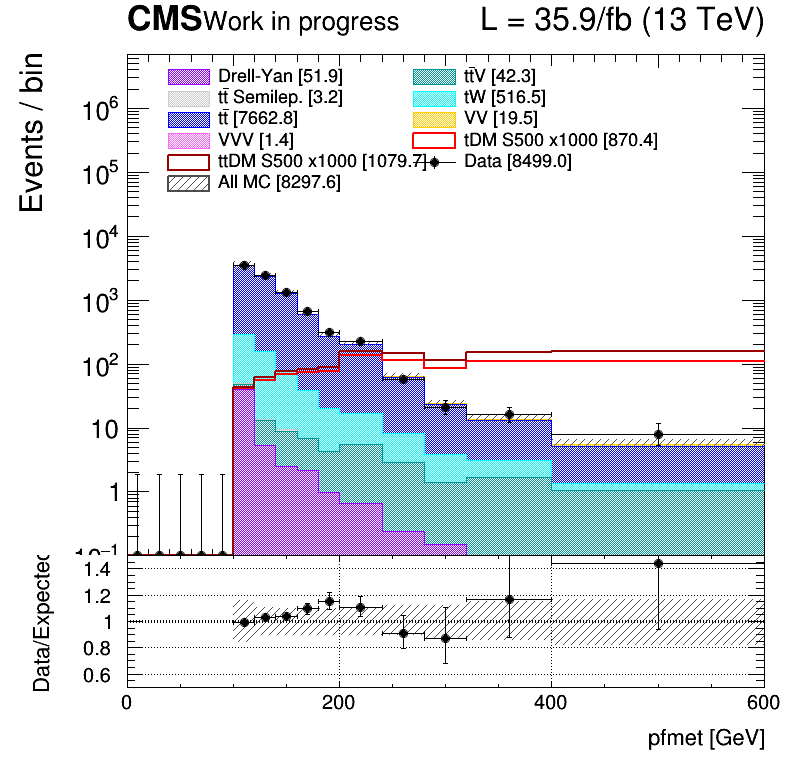 CMS Work in progress L = 35.9/fb (13 TeV)
Events / bin
Drell-Yan [51.9] tt̄V [42.3]
tt̄ Semilep. [3.2] tW [516.5]
tt̄ [7662.8] VV [19.5]
VVV [1.4] tDM S500 x1000 [870.4]
ttDM S500 x1000 [1079.7] Data [8499.0]
All MC [8297.6]
10⁶
10⁵
10⁴
10³
10²
10
1
10⁻¹
Data/Expected
1.4
1.2
1
0.8
0.6
0 200 400 600
pfmet [GeV]